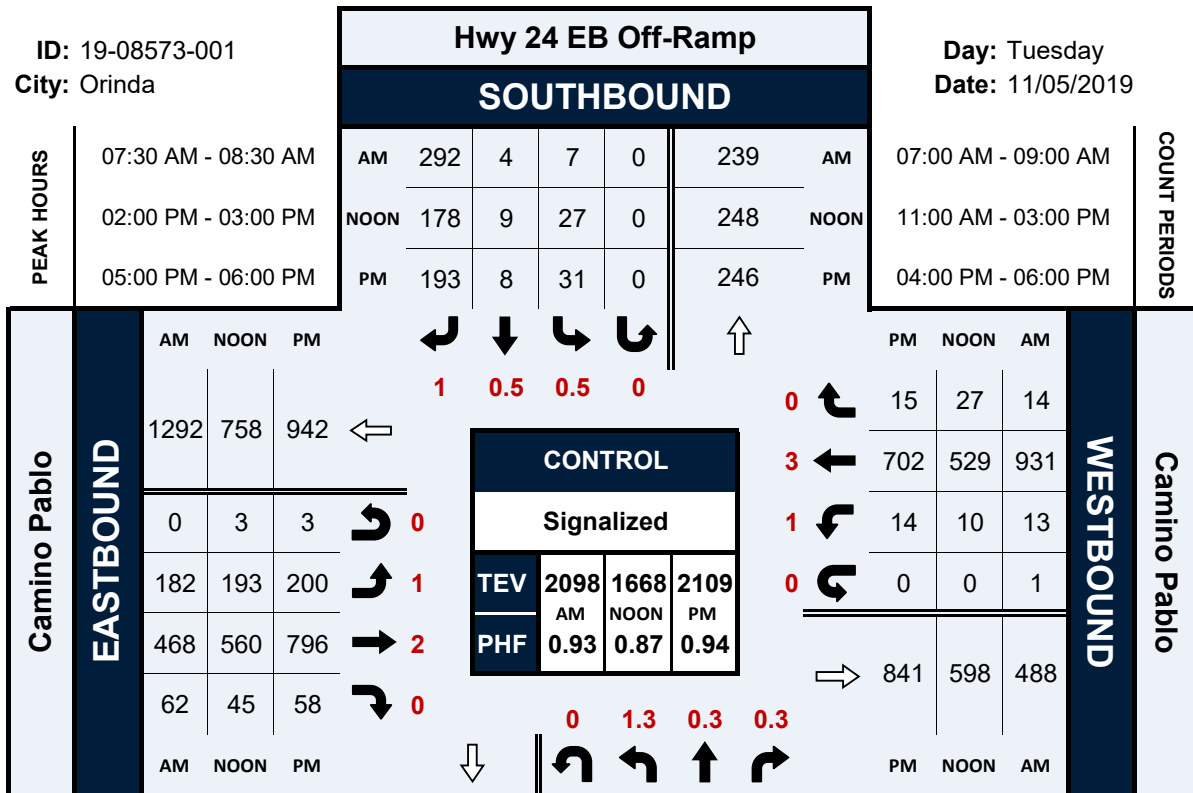 ID: 19-08573-001
City: Orinda
Hwy 24 EB Off-Ramp
SOUTHBOUND
Day: Tuesday
Date: 11/05/2019
PEAK HOURS
07:30 AM - 08:30 AM
02:00 PM - 03:00 PM
05:00 PM - 06:00 PM
AM 292 4 7 0 239 AM
NOON 178 9 27 0 248 NOON
PM 193 8 31 0 246 PM
07:00 AM - 09:00 AM
11:00 AM - 03:00 PM
04:00 PM - 06:00 PM
COUNT PERIODS
1 0.5 0.5 0
Camino Pablo
EASTBOUND
AM NOON PM
1292 758 942
0 3 3 0
182 193 200 1
468 560 796 2
62 45 58 0
AM NOON PM
CONTROL
Signalized
TEV 2098 1668 2109
AM NOON PM
PHF 0.93 0.87 0.94
PM NOON AM
0 15 27 14
3 702 529 931
1 14 10 13
0 0 0 1
841 598 488
PM NOON AM
WESTBOUND
Camino Pablo
0 1.3 0.3 0.3